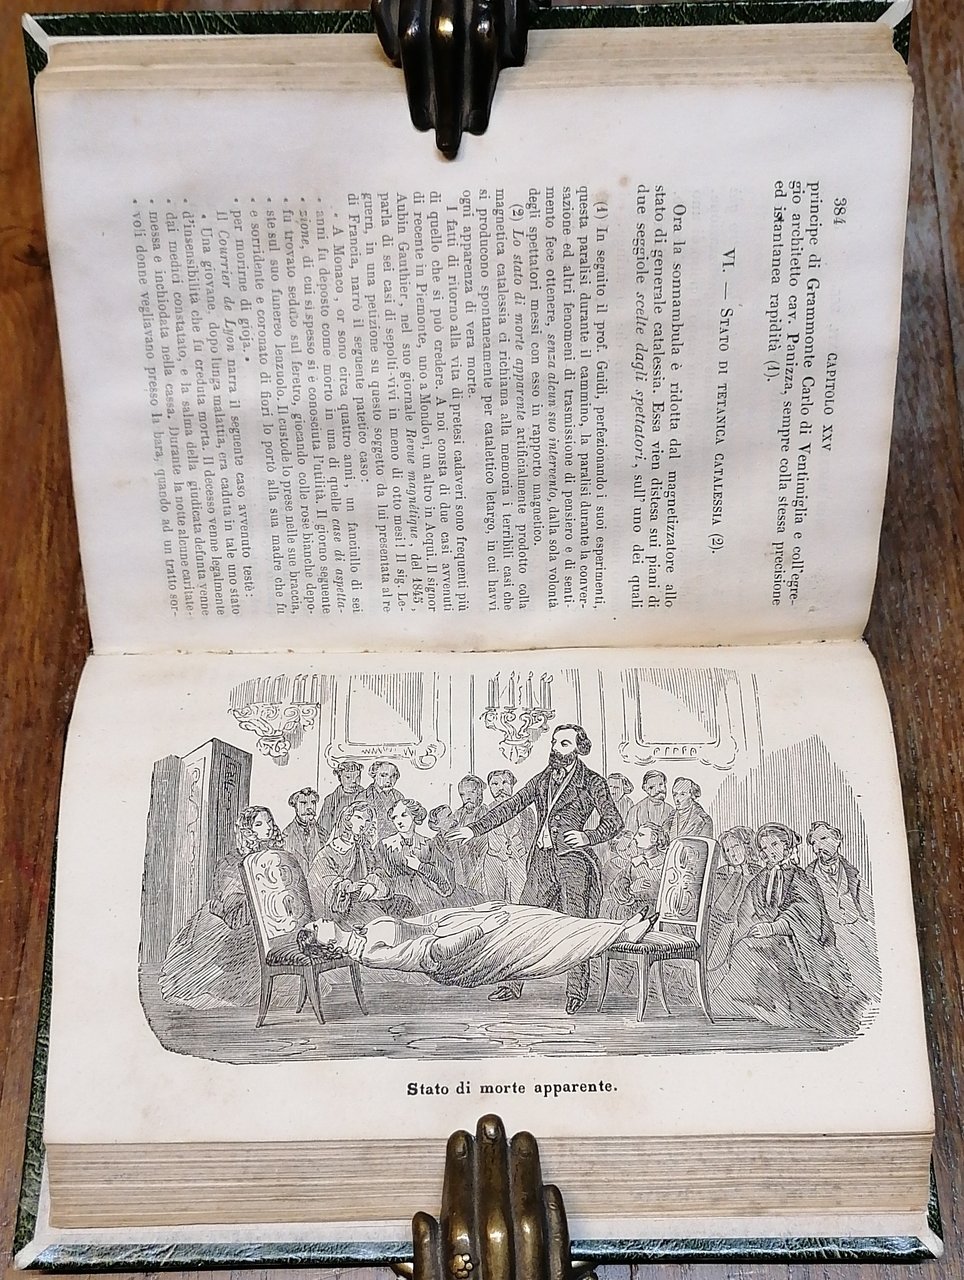 384
CAPITOLO XXV
principe di Grammmonte Carlo di Ventimiglia e coll'egre-
gio architetto cav. Panizza, sempre colla stessa precisione
ed istantanea rapidità (1).
VI. — STATO DI TETANICA CATALESSIA (2).
Ora la sonnambula è ridotta dal magnetizzatore allo
stato di generale catalessia. Essa vien distesa sui piani di
due seggiole scelte dagli spettatori, sull'uno dei quali
(1) In seguito il prof. Guidi, perfezionando i suoi esperimenti,
questa paralisi durante il cammino, la paralisi durante la conver-
sazione ed altri fenomeni di trasmissione di pensiero e di senti-
mento fece ottenere, senza alcun suo intervento, dalla sola volontà
degli spettatori messi con esso in rapporto magnetico.
(2) Lo stato di morte apparente artificialmente prodotto colla
magnetica catalessia ci richiama alla memoria i terribili casi che
si producono spontaneamente per catalettico letargo, in cui havvi
ogni apparenza di vera morte.
I fatti di ritorno alla vita di pretesi cadaveri sono frequenti più
di quello che si può credere. A noi consta di due casi avvenuti
di recente in Piemonte, uno a Mondovì, un altro in Acqui. Il signor
Aubin Gauthier, nel suo giornale Revue magnétique, del 1845,
parla di sei casi di sepolti-vivi in meno di otto mesi! Il sig. Le-
guern, in una petizione su questo soggetto da lui presentata al re
di Francia, narrò il seguente patetico caso:
« A Monaco, or sono circa quattro anni, un fanciullo di sei
« anni fu deposto come morto in una di quelle case di aspetta-
« zione, di cui sì spesso si è conosciuta l'utilità. Il giorno seguente
« fu trovato seduto sul feretro, giocando colle rose bianche depo-
« ste sul suo funereo lenzuolo. Il custode lo prese nelle sue braccia,
« e sorridente e coronato di fiori lo portò alla sua madre che fu
« per morirne di gioja. »
Il Courrier de Lyon narra il seguente caso avvenuto testè:
« Una giovane, dopo lunga malattia, era caduta in tale uno stato
« d'insensibilità che fu creduta morta. Il decesso venne legalmente
« dai medici constatato, e la salma della giudicata defunta venne
« messa e inchiodata nella cassa. Durante la notte alcune caritate-
« voli donne vegliavano presso la bara, quando ad un tratto sor-
Stato di morte apparente.